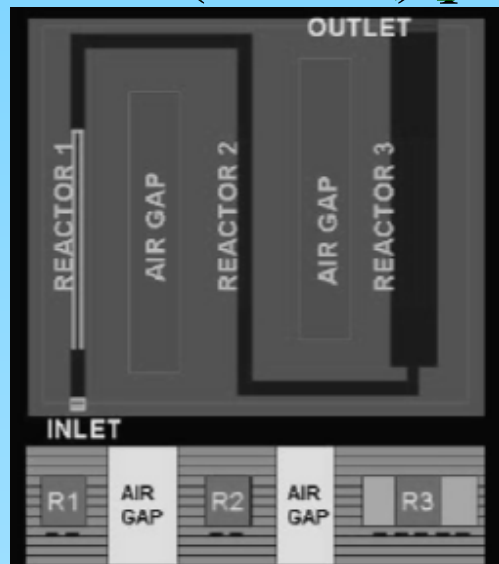 OUTLET
REACTOR 1
AIR GAP
REACTOR 2
AIR GAP
REACTOR 3
INLET
R1
AIR
GAP
R2
AIR
GAP
R3